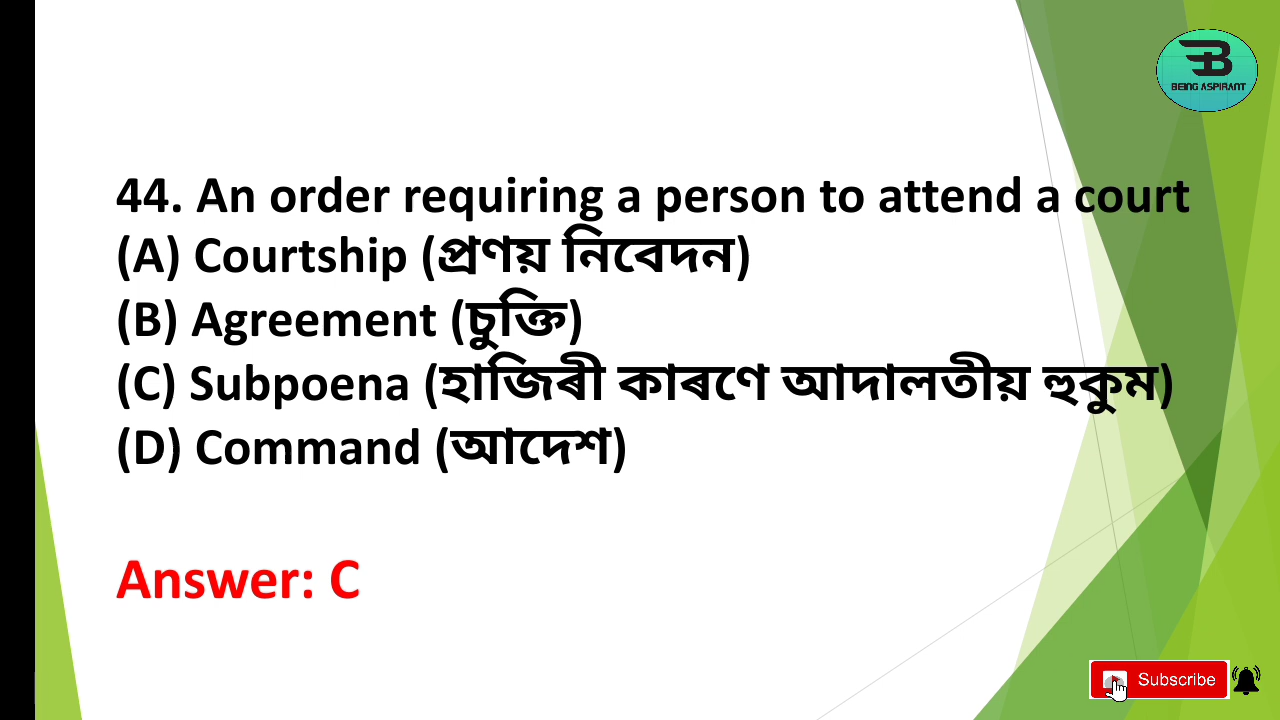 BEING ASPIRANT
44. An order requiring a person to attend a court
(A) Courtship (প্ৰণয় নিবেদন)
(B) Agreement (চুক্তি)
(C) Subpoena (হাজিৰী কাৰণে আদালতীয় হুকুম)
(D) Command (আদেশ)
Answer: C
Subscribe